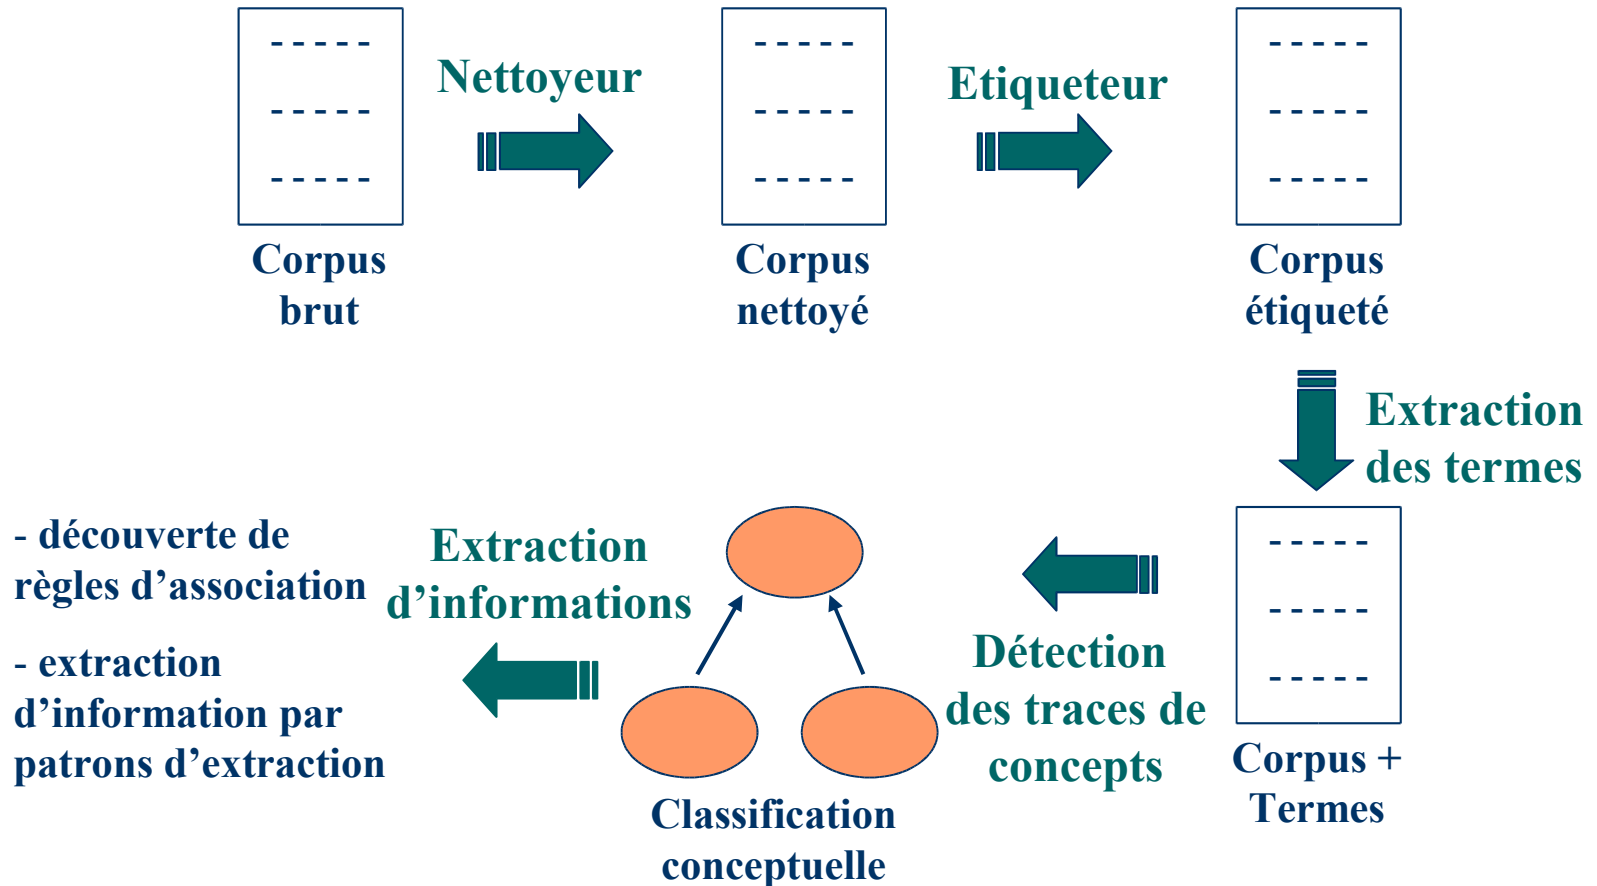 Nettoyeur
Etiqueteur
Corpus
brut
Corpus
nettoyé
Corpus
étiqueté
Extraction
des termes
Corpus +
Termes
Détection
des traces de
concepts
Classification
conceptuelle
Extraction
d’informations
- découverte de
règles d’association
- extraction
d’information par
patrons d’extraction